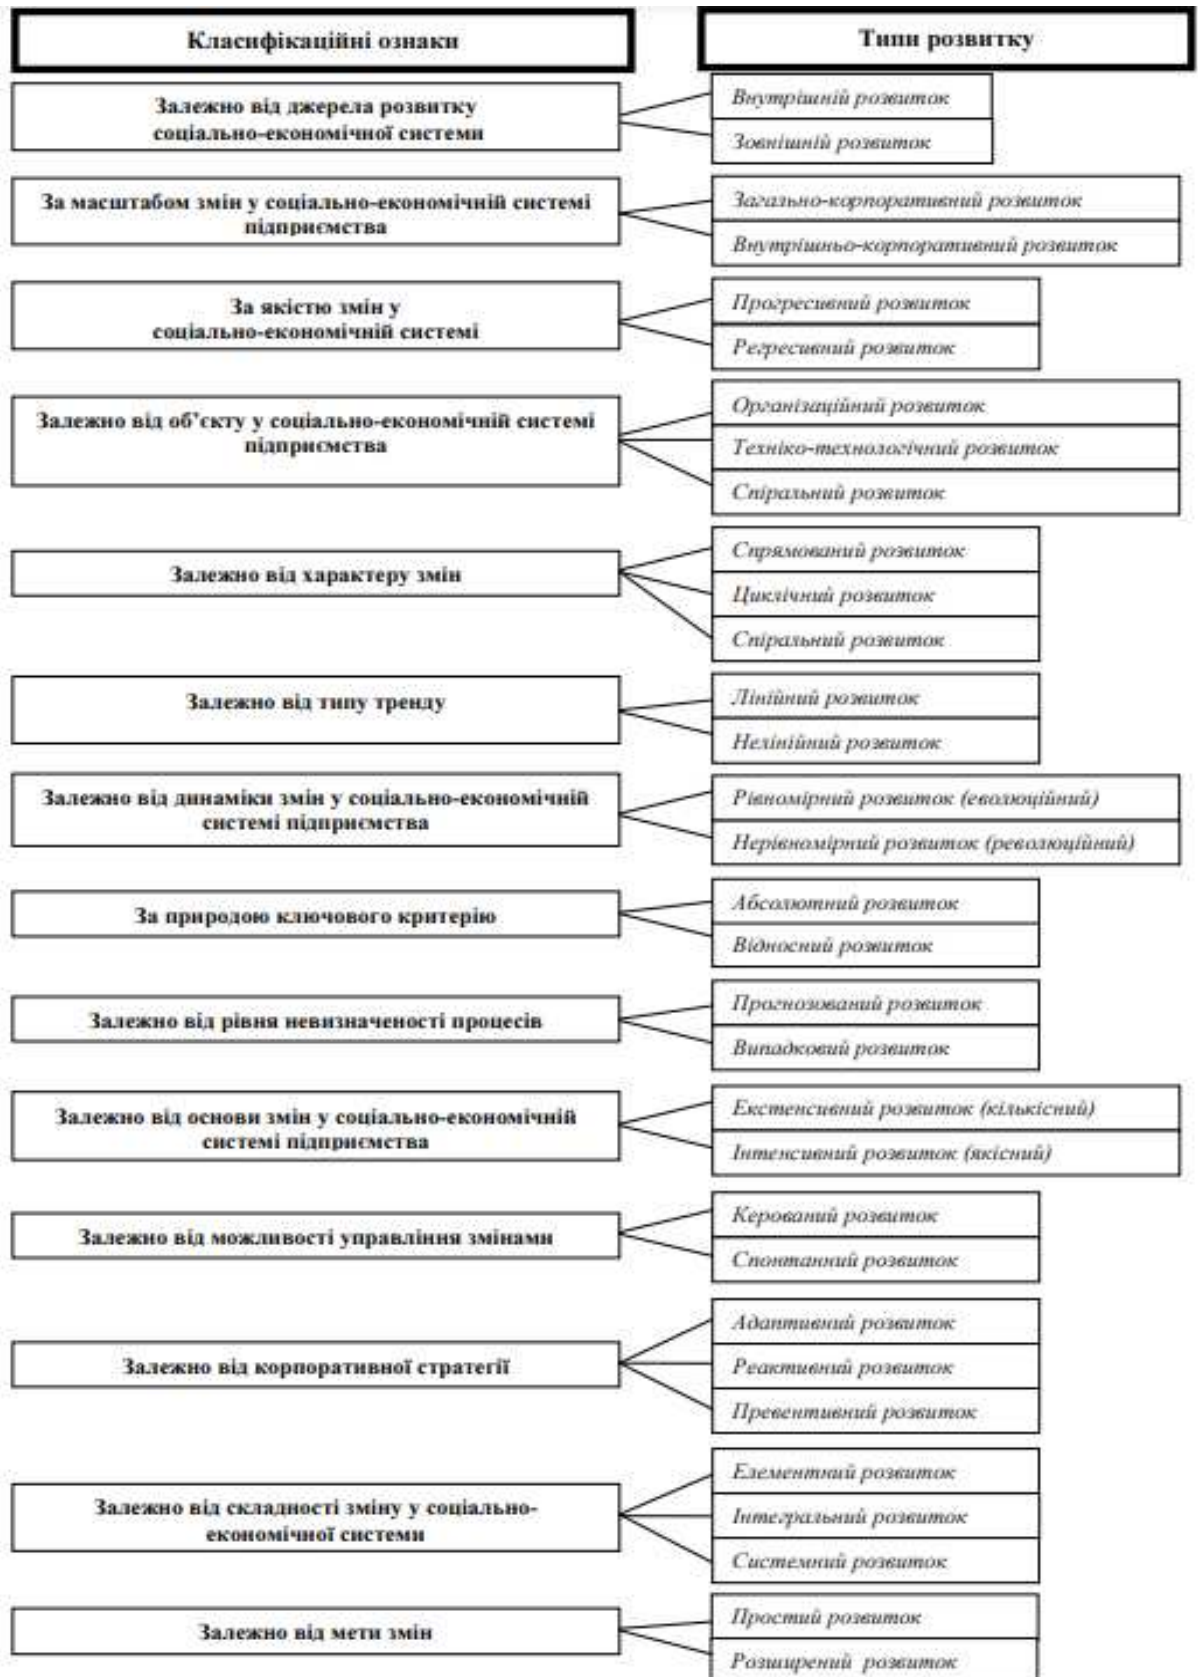 Класифікаційні ознаки
Типи розвитку
Залежно від джерела розвитку
соціально-економічної системи
Внутрішній розвиток
Зовнішній розвиток
За масштабом змін у соціально-економічній системі
підприємства
Загально-корпоративний розвиток
Внутрішньо-корпоративний розвиток
За якістю змін у
соціально-економічній системі
Прогресивний розвиток
Регресивний розвиток
Залежно від об’єкту у соціально-економічній системі
підприємства
Організаційний розвиток
Техніко-технологічний розвиток
Спіральний розвиток
Залежно від характеру змін
Спрямований розвиток
Циклічний розвиток
Спіральний розвиток
Залежно від типу тренду
Лінійний розвиток
Нелінійний розвиток
Залежно від динаміки змін у соціально-економічній
системі підприємства
Рівномірний розвиток (еволюційний)
Нерівномірний розвиток (революційний)
За природою ключового критерію
Абсолютний розвиток
Відносний розвиток
Залежно від рівня невизначеності процесів
Прогнозований розвиток
Випадковий розвиток
Залежно від основи змін у соціально-економічній
системі підприємства
Екстенсивний розвиток (кількісний)
Інтенсивний розвиток (якісний)
Залежно від можливості управління змінами
Керований розвиток
Спонтанний розвиток
Залежно від корпоративної стратегії
Адаптивний розвиток
Реактивний розвиток
Превентивний розвиток
Залежно від складності зміну у соціально-
економічної системи
Елементний розвиток
Інтегральний розвиток
Системний розвиток
Залежно від мети змін
Простий розвиток
Розширений розвиток